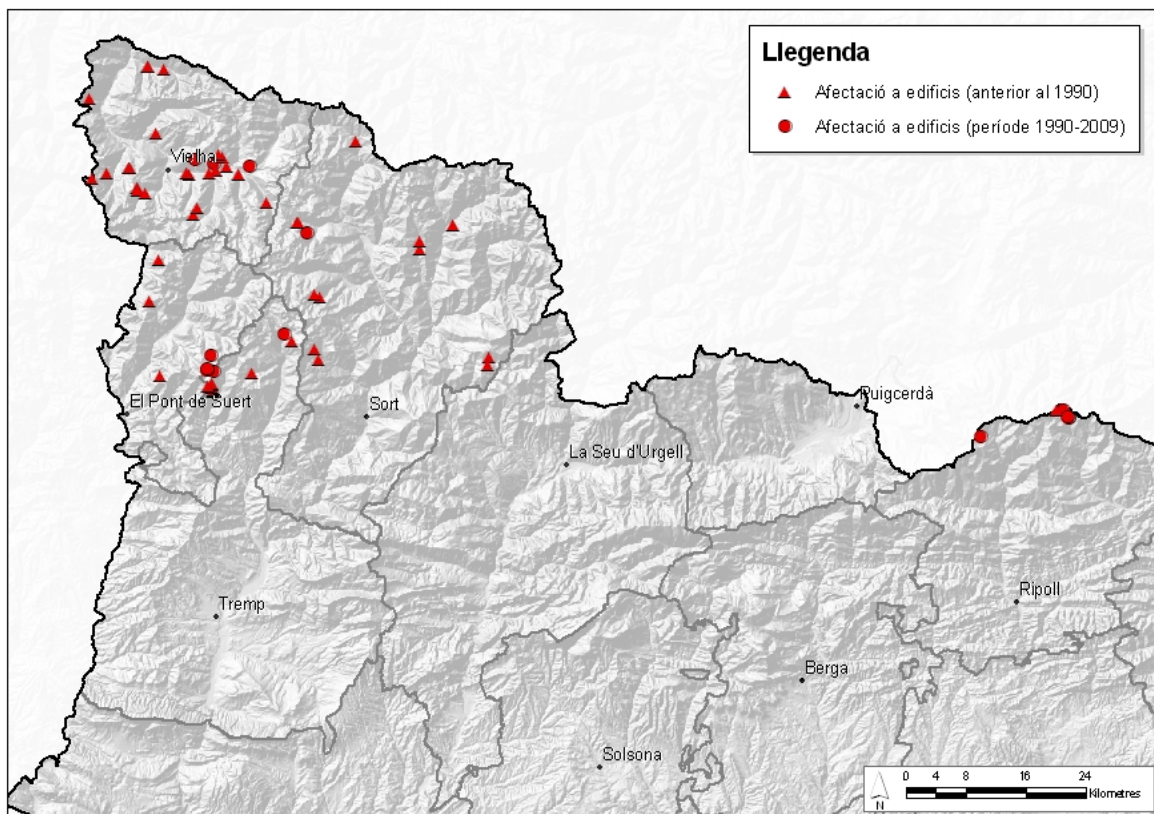 Llegenda
Afectació a edificis (anterior al 1990)
Afectació a edificis (període 1990-2009)
Vielha
El Pont de Suert
Sort
Puigcerdà
La Seu d'Urgell
Tremp
Ripoll
Berga
Solsona
0 4 8 16 24
Kilometres
N